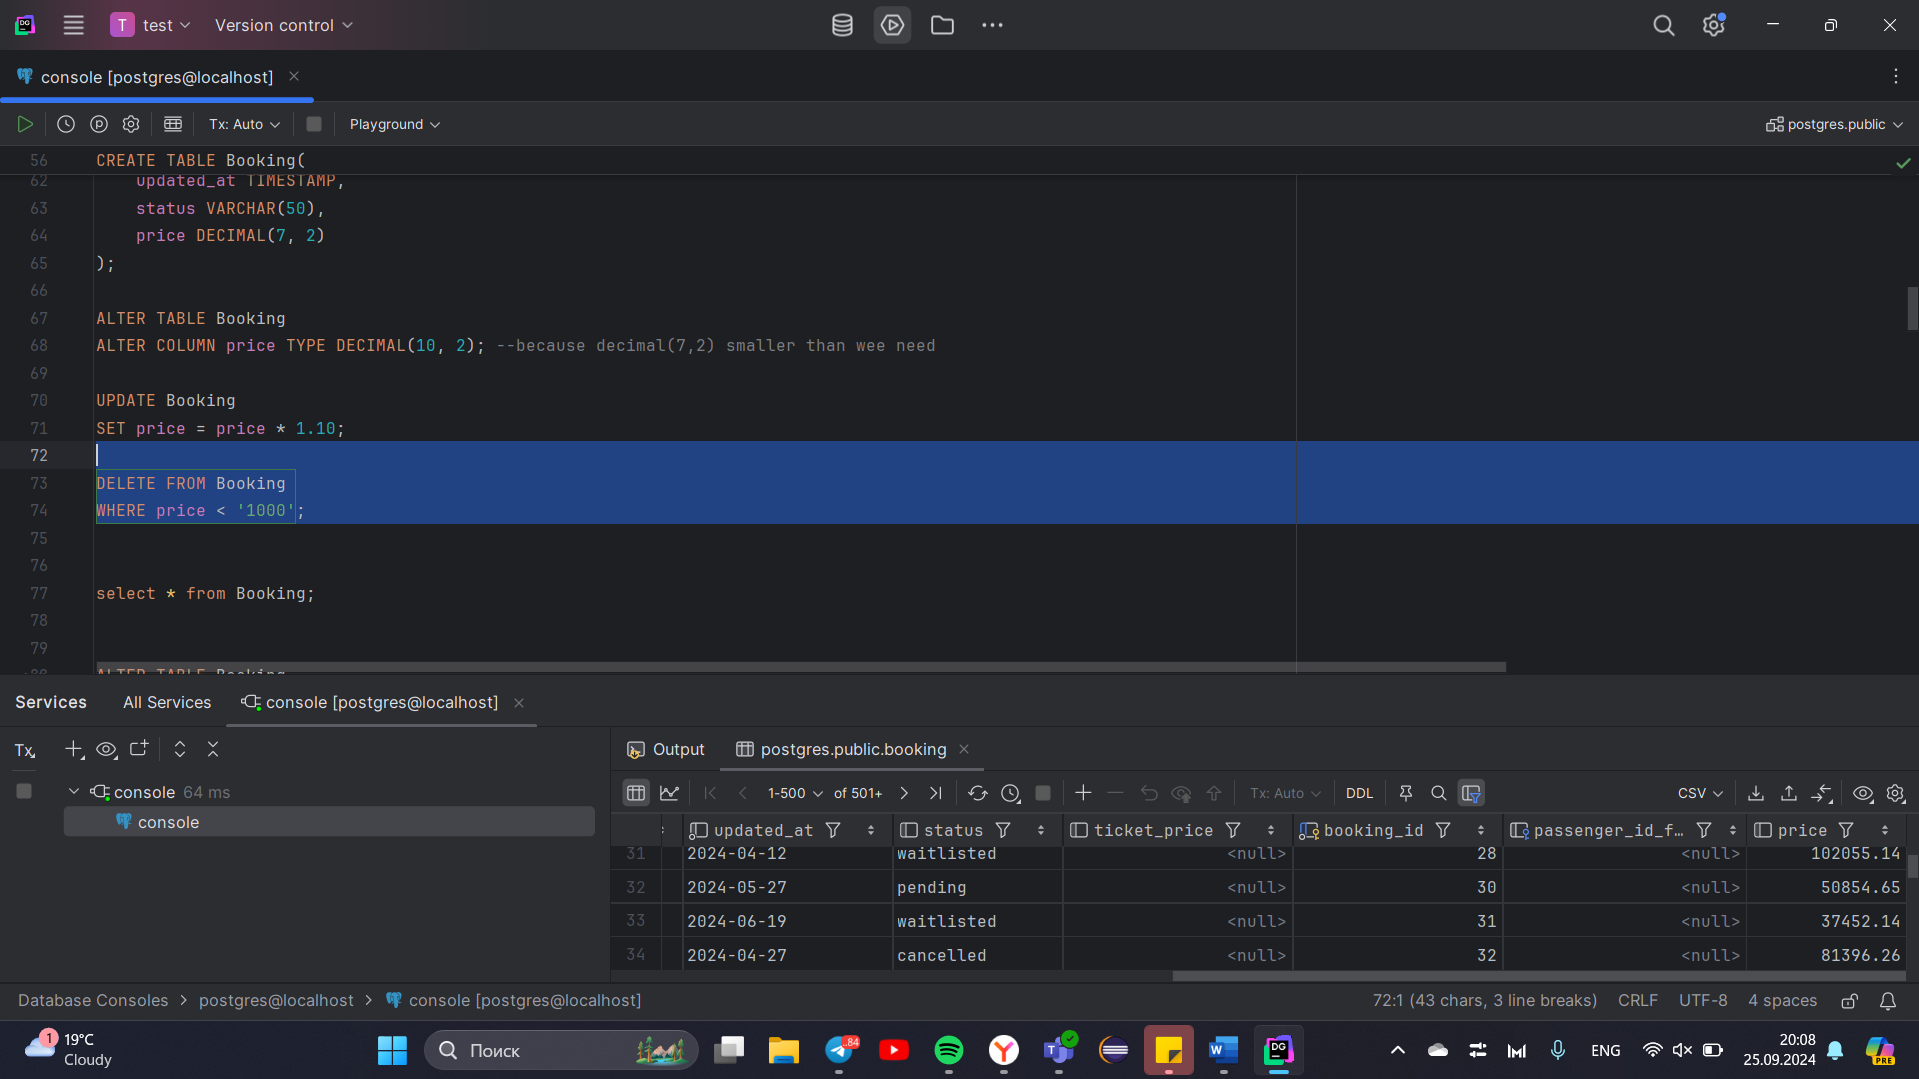 T test Version control
console [postgres@localhost]
Tx: Auto Playground postgres.public
56 CREATE TABLE Booking(
62 updated_at TIMESTAMP,
63 status VARCHAR(50),
64 price DECIMAL(7, 2)
65 );
66
67 ALTER TABLE Booking
68 ALTER COLUMN price TYPE DECIMAL(10, 2); --because decimal(7,2) smaller than wee need
69
70 UPDATE Booking
71 SET price = price * 1.10;
72
73 DELETE FROM Booking
74 WHERE price < '1000';
75
76
77 select * from Booking;
78
79
80 ALTER TABLE Booking
Services All Services console [postgres@localhost]
Tx
console 64 ms
console
Output postgres.public.booking
1-500 of 501+ Tx: Auto DDL CSV
updated_at status ticket_price booking_id passenger_id_f... price
31 2024-04-12 waitlisted <null> 28 <null> 102055.14
32 2024-05-27 pending <null> 30 <null> 50854.65
33 2024-06-19 waitlisted <null> 31 <null> 37452.14
34 2024-04-27 cancelled <null> 32 <null> 81396.26
Database Consoles > postgres@localhost > console [postgres@localhost] 72:1 (43 chars, 3 line breaks) CRLF UTF-8 4 spaces
1 19°C
Cloudy
Поиск
84
ENG
20:08
25.09.2024
PRE